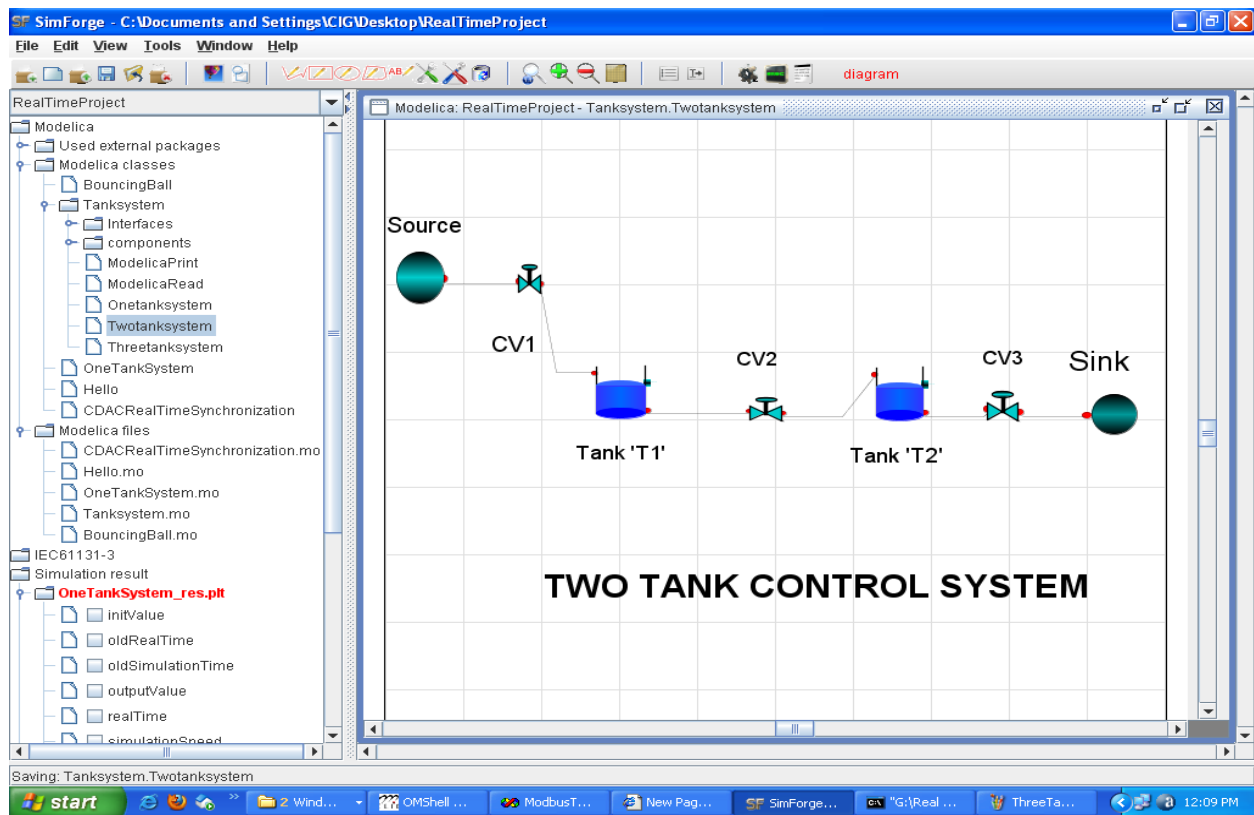 SF SimForge - C:\Documents and Settings\CIG\Desktop\RealTimeProject
File Edit View Tools Window Help
AB diagram
RealTimeProject
Modelica
Used external packages
Modelica classes
BouncingBall
Tanksystem
Interfaces
components
ModelicaPrint
ModelicaRead
Onetanksystem
Twotanksystem
Threetanksystem
OneTankSystem
Hello
CDACRealTimeSynchronization
Modelica files
CDACRealTimeSynchronization.mo
Hello.mo
OneTankSystem.mo
Tanksystem.mo
BouncingBall.mo
IEC61131-3
Simulation result
OneTankSystem_res.plt
initValue
oldRealTime
oldSimulationTime
outputValue
realTime
simulationSpeed
Modelica: RealTimeProject - Tanksystem.Twotanksystem
Source
CV1
CV2
CV3
Sink
Tank 'T1'
Tank 'T2'
TWO TANK CONTROL SYSTEM
Saving: Tanksystem.Twotanksystem
start » 2 Wind... OMShell ... ModbusT... New Pag... SF SimForge... "G:\Real ... ThreeTa... 12:09 PM